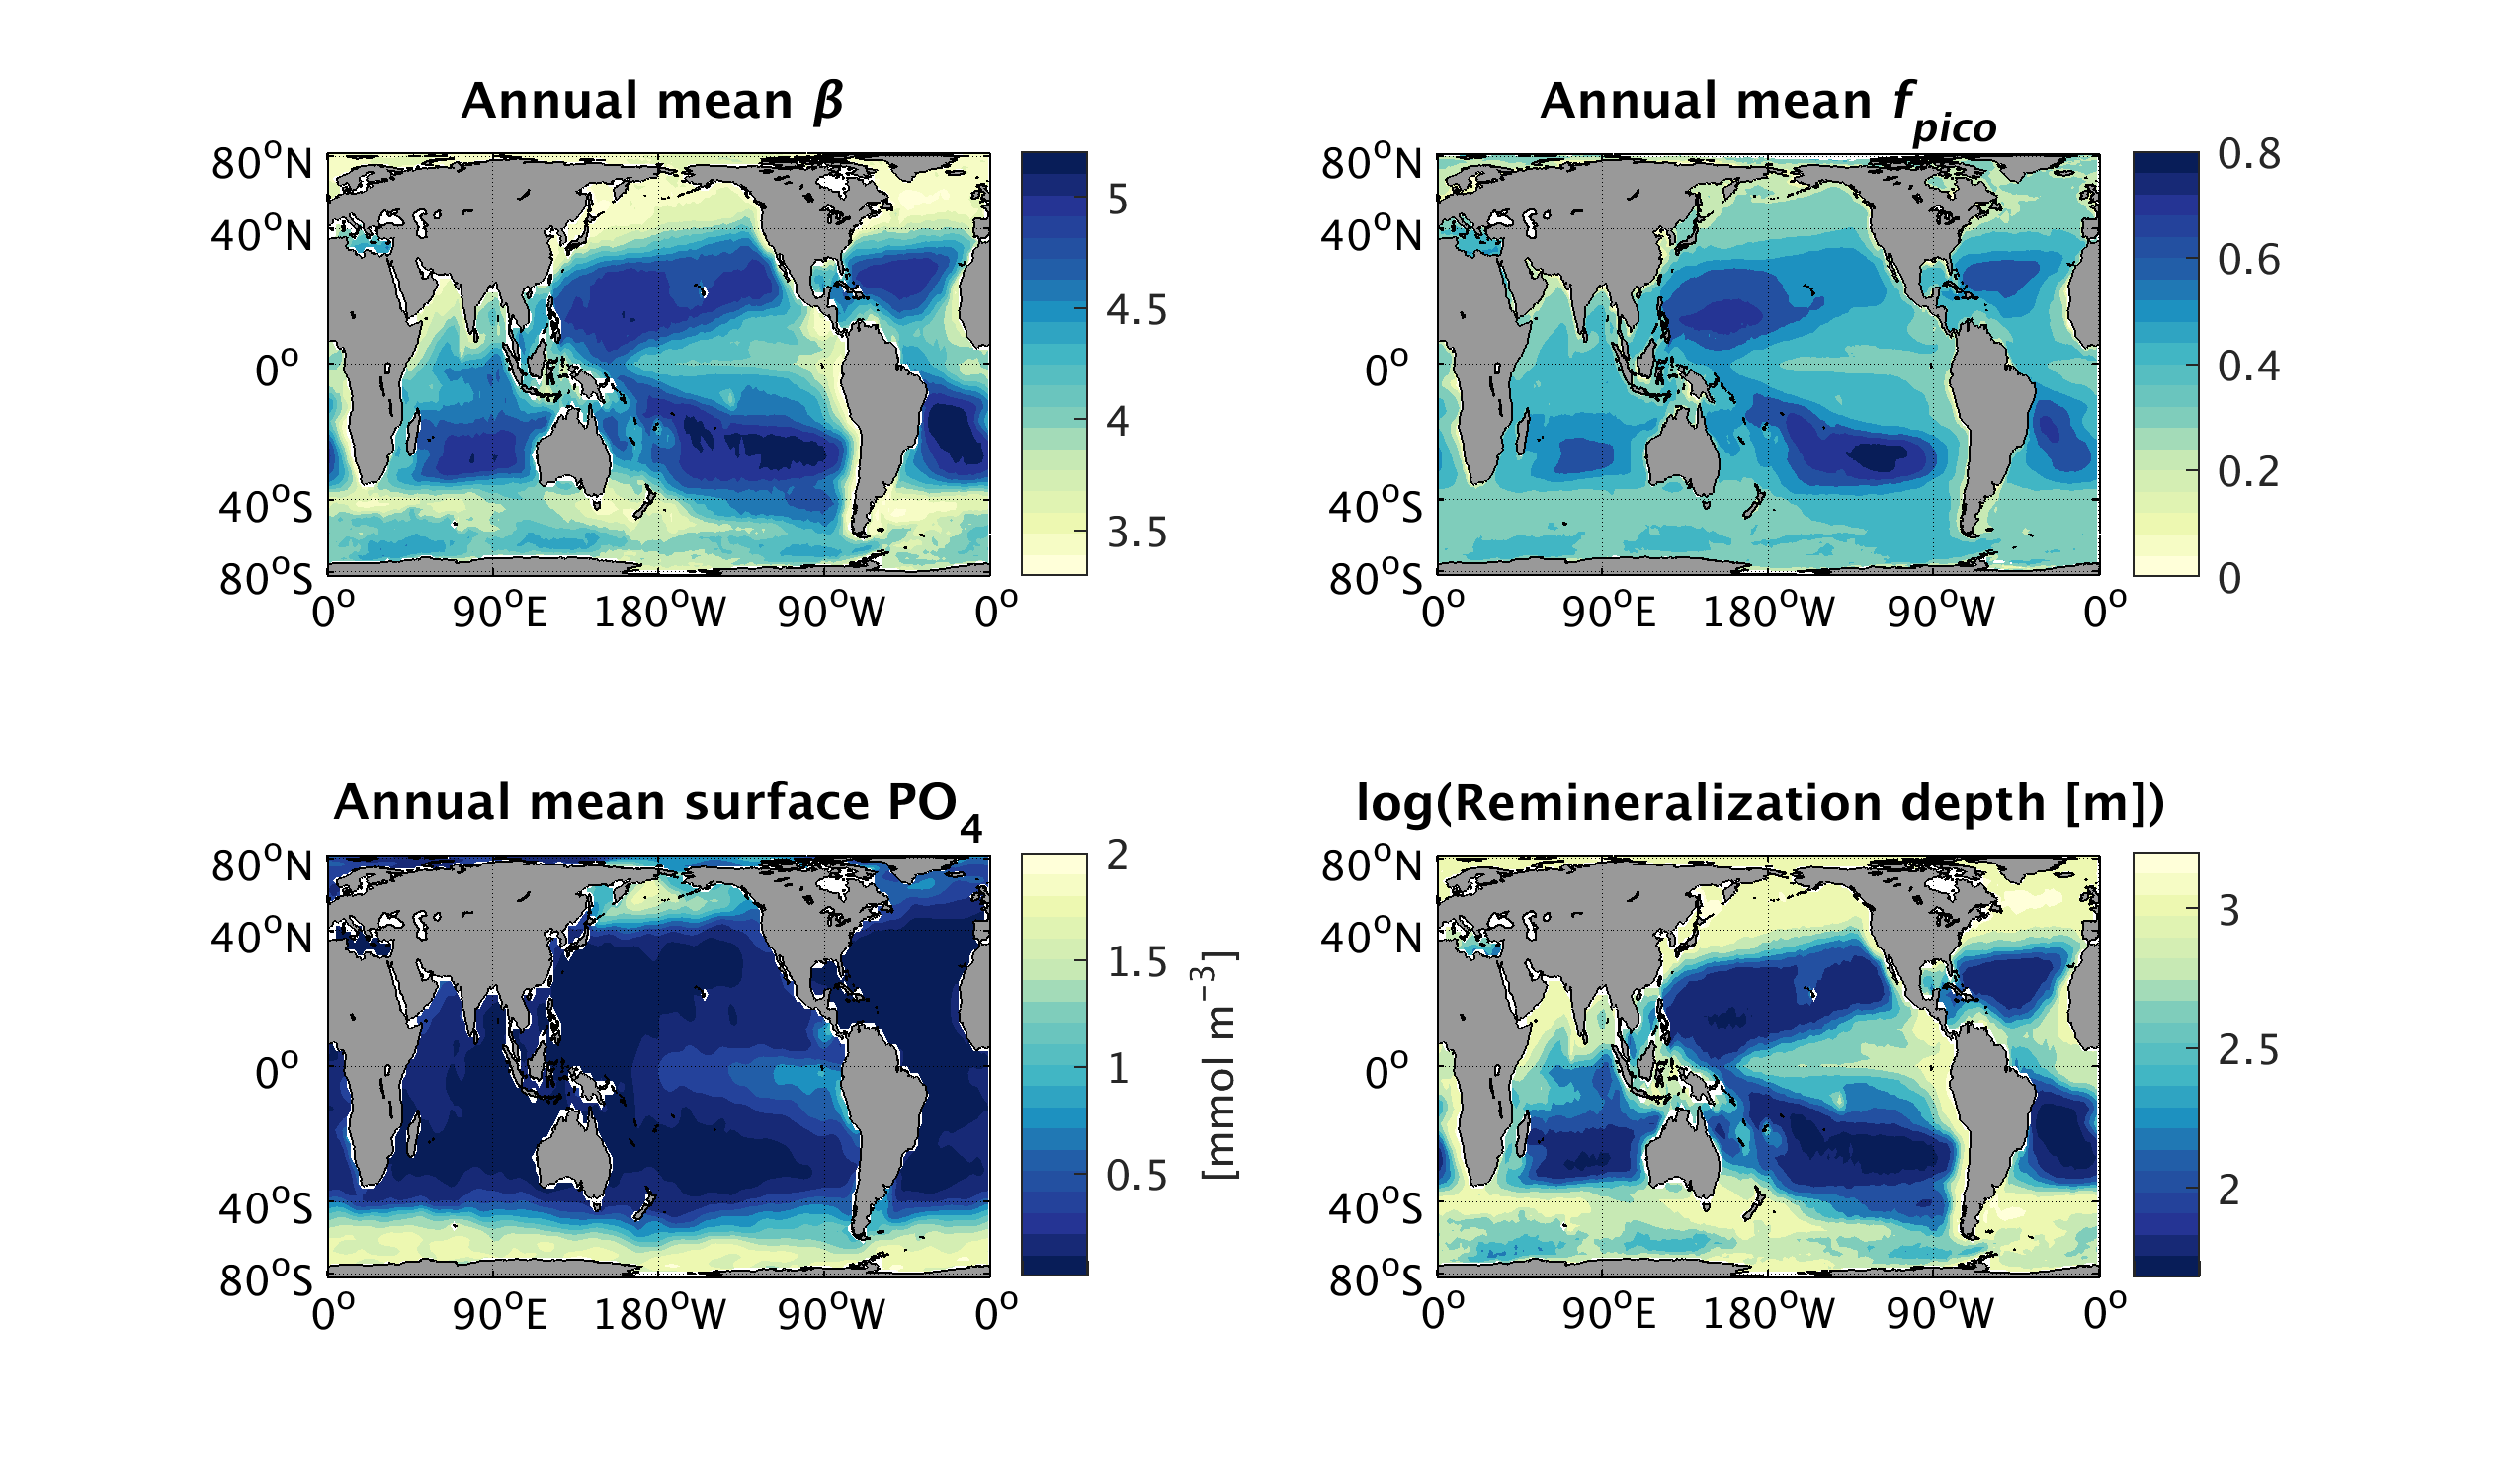 Annual mean β
80°N
40°N
0°
40°S
80°S
0°
90°E
180°W
90°W
0°
5
4.5
4
3.5
Annual mean f_pico
80°N
40°N
0°
40°S
80°S
0°
90°E
180°W
90°W
0°
0.8
0.6
0.4
0.2
0
Annual mean surface PO₄
80°N
40°N
0°
40°S
80°S
0°
90°E
180°W
90°W
0°
2
1.5
1
0.5
[mmol m⁻³]
log(Remineralization depth [m])
80°N
40°N
0°
40°S
80°S
0°
90°E
180°W
90°W
0°
3
2.5
2